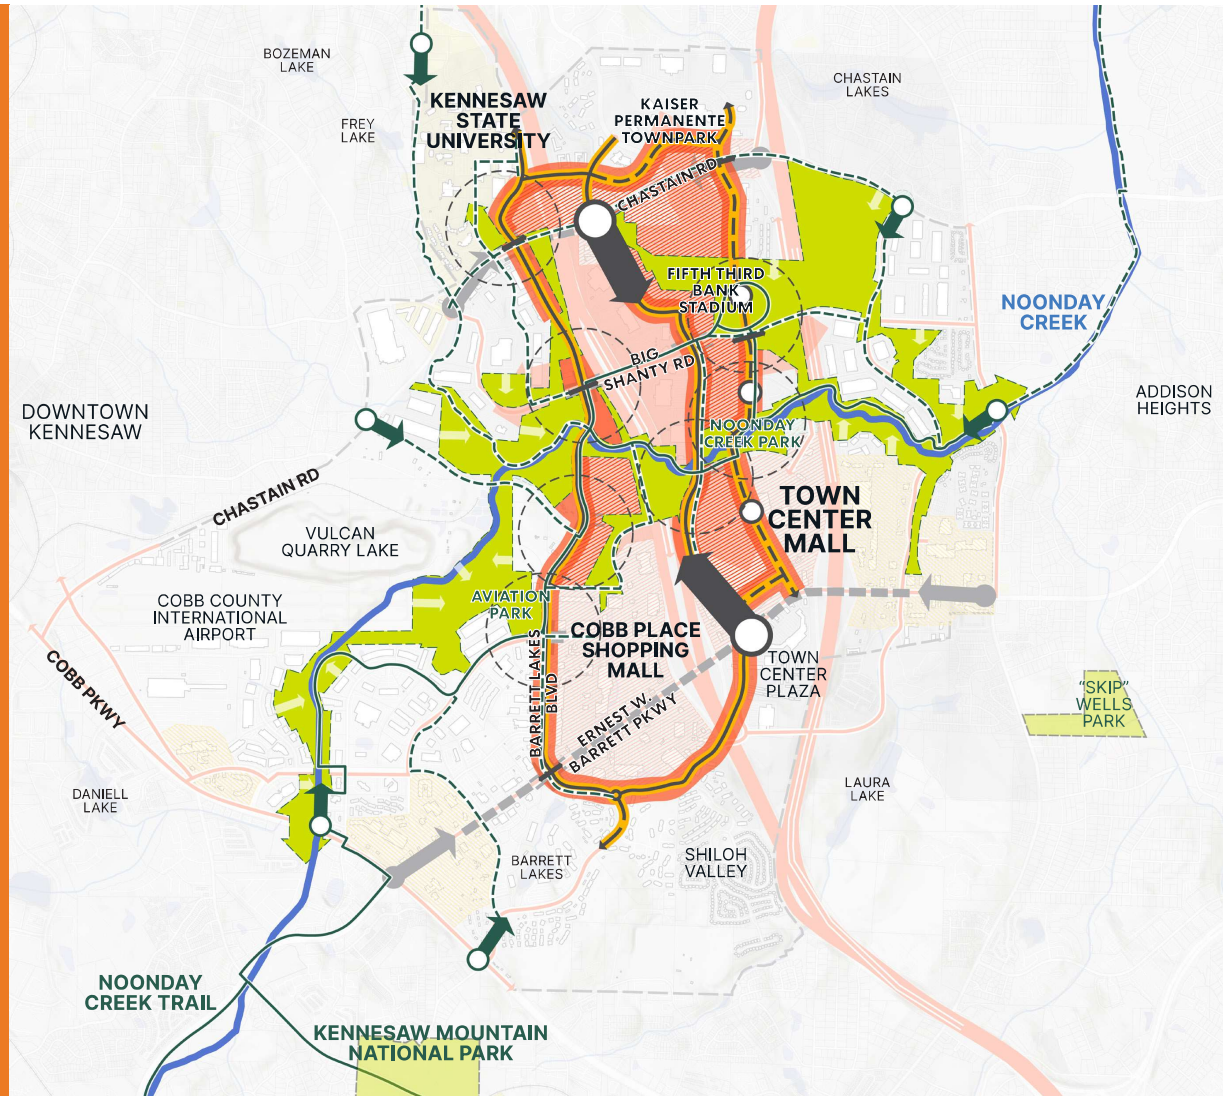 BOZEMAN
LAKE
CHASTAIN
LAKES
KENNESAW
STATE
UNIVERSITY
KAISER
PERMANENTE
TOWNPARK
FREY
LAKE
CHASTAIN RD
FIFTH THIRD
BANK
STADIUM
NOONDAY
CREEK
BIG
SHANTY RD
ADDISON
HEIGHTS
DOWNTOWN
KENNESAW
NOONDAY
CREEK PARK
CHASTAIN RD
TOWN
CENTER
MALL
VULCAN
QUARRY LAKE
COBB COUNTY
INTERNATIONAL
AIRPORT
AVIATION
PARK
COBB PLACE
SHOPPING
MALL
COBB PKWY
BARRETT LAKES
BLVD
TOWN
CENTER
PLAZA
ERNEST W.
BARRETT PKWY
"SKIP"
WELLS
PARK
DANIELL
LAKE
LAURA
LAKE
BARRETT
LAKES
SHILOH
VALLEY
NOONDAY
CREEK TRAIL
KENNESAW MOUNTAIN
NATIONAL PARK